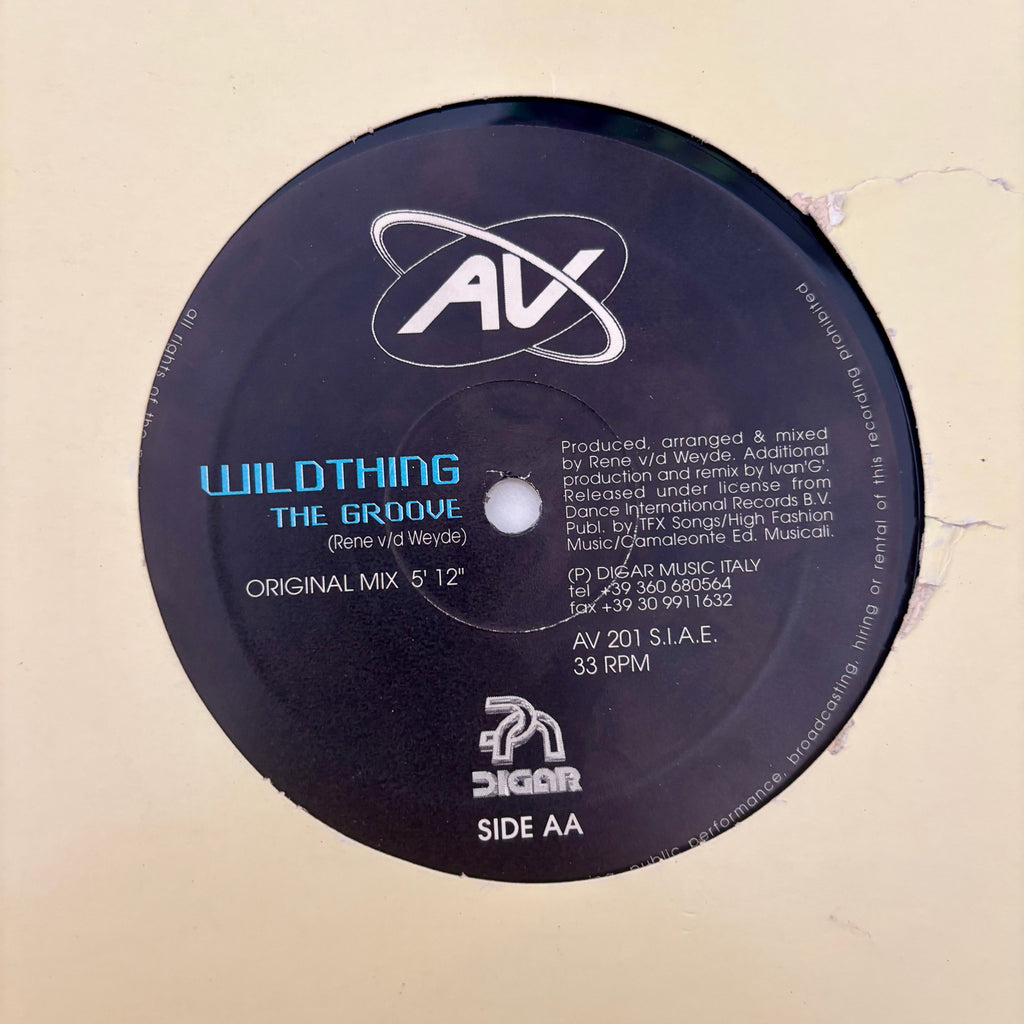 AV
WILDTHING
THE GROOVE
(Rene v/d Weyde)
ORIGINAL MIX 5' 12"
Produced, arranged & mixed
by Rene v/d Weyde. Additional
production and remix by Ivan'G'.
Released under license from
Dance International Records B.V.
Publ. by TFX Songs/High Fashion
Music/Camaleonte Ed. Musicali.
(P) DIGAR MUSIC ITALY
tel +39 360 680564
fax +39 30 9911632
AV 201 S.I.A.E.
33 RPM
DIGAR
SIDE AA
all rights of the
public performance, broadcasting, hiring or rental of this recording prohibited